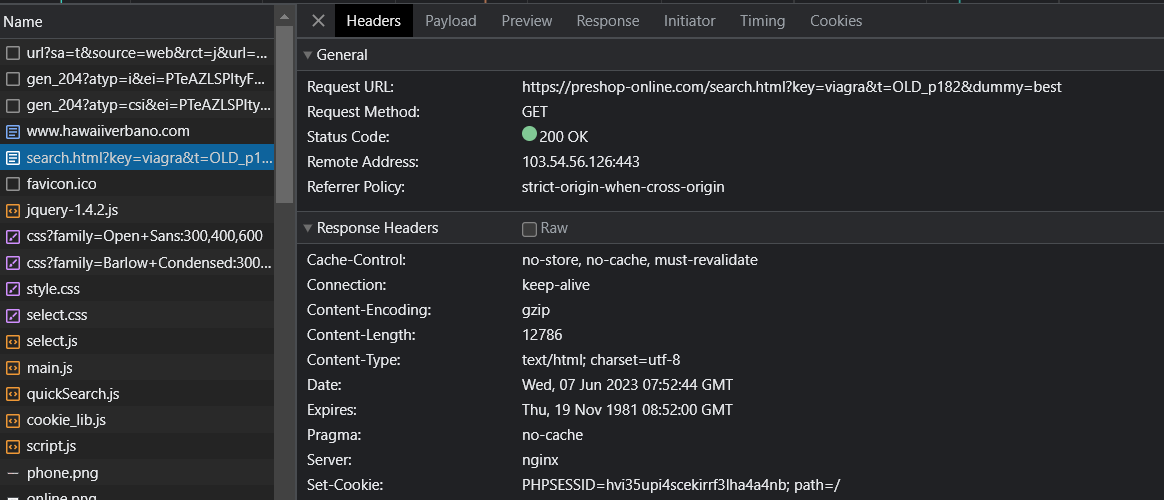 Name
url?sa=t&source=web&rct=j&url=...
gen_204?atyp=i&ei=PTeAZLSPItyF...
gen_204?atyp=csi&ei=PTeAZLSPIty...
www.hawaiiverbano.com
search.html?key=viagra&t=OLD_p1...
favicon.ico
jquery-1.4.2.js
css?family=Open+Sans:300,400,600
css?family=Barlow+Condensed:300...
style.css
select.css
select.js
main.js
quickSearch.js
cookie_lib.js
script.js
phone.png
online.png
Headers Payload Preview Response Initiator Timing Cookies
General
Request URL: https://preshop-online.com/search.html?key=viagra&t=OLD_p182&dummy=best
Request Method: GET
Status Code: 200 OK
Remote Address: 103.54.56.126:443
Referrer Policy: strict-origin-when-cross-origin
Response Headers Raw
Cache-Control: no-store, no-cache, must-revalidate
Connection: keep-alive
Content-Encoding: gzip
Content-Length: 12786
Content-Type: text/html; charset=utf-8
Date: Wed, 07 Jun 2023 07:52:44 GMT
Expires: Thu, 19 Nov 1981 08:52:00 GMT
Pragma: no-cache
Server: nginx
Set-Cookie: PHPSESSID=hvi35upi4scekirrf3lha4a4nb; path=/